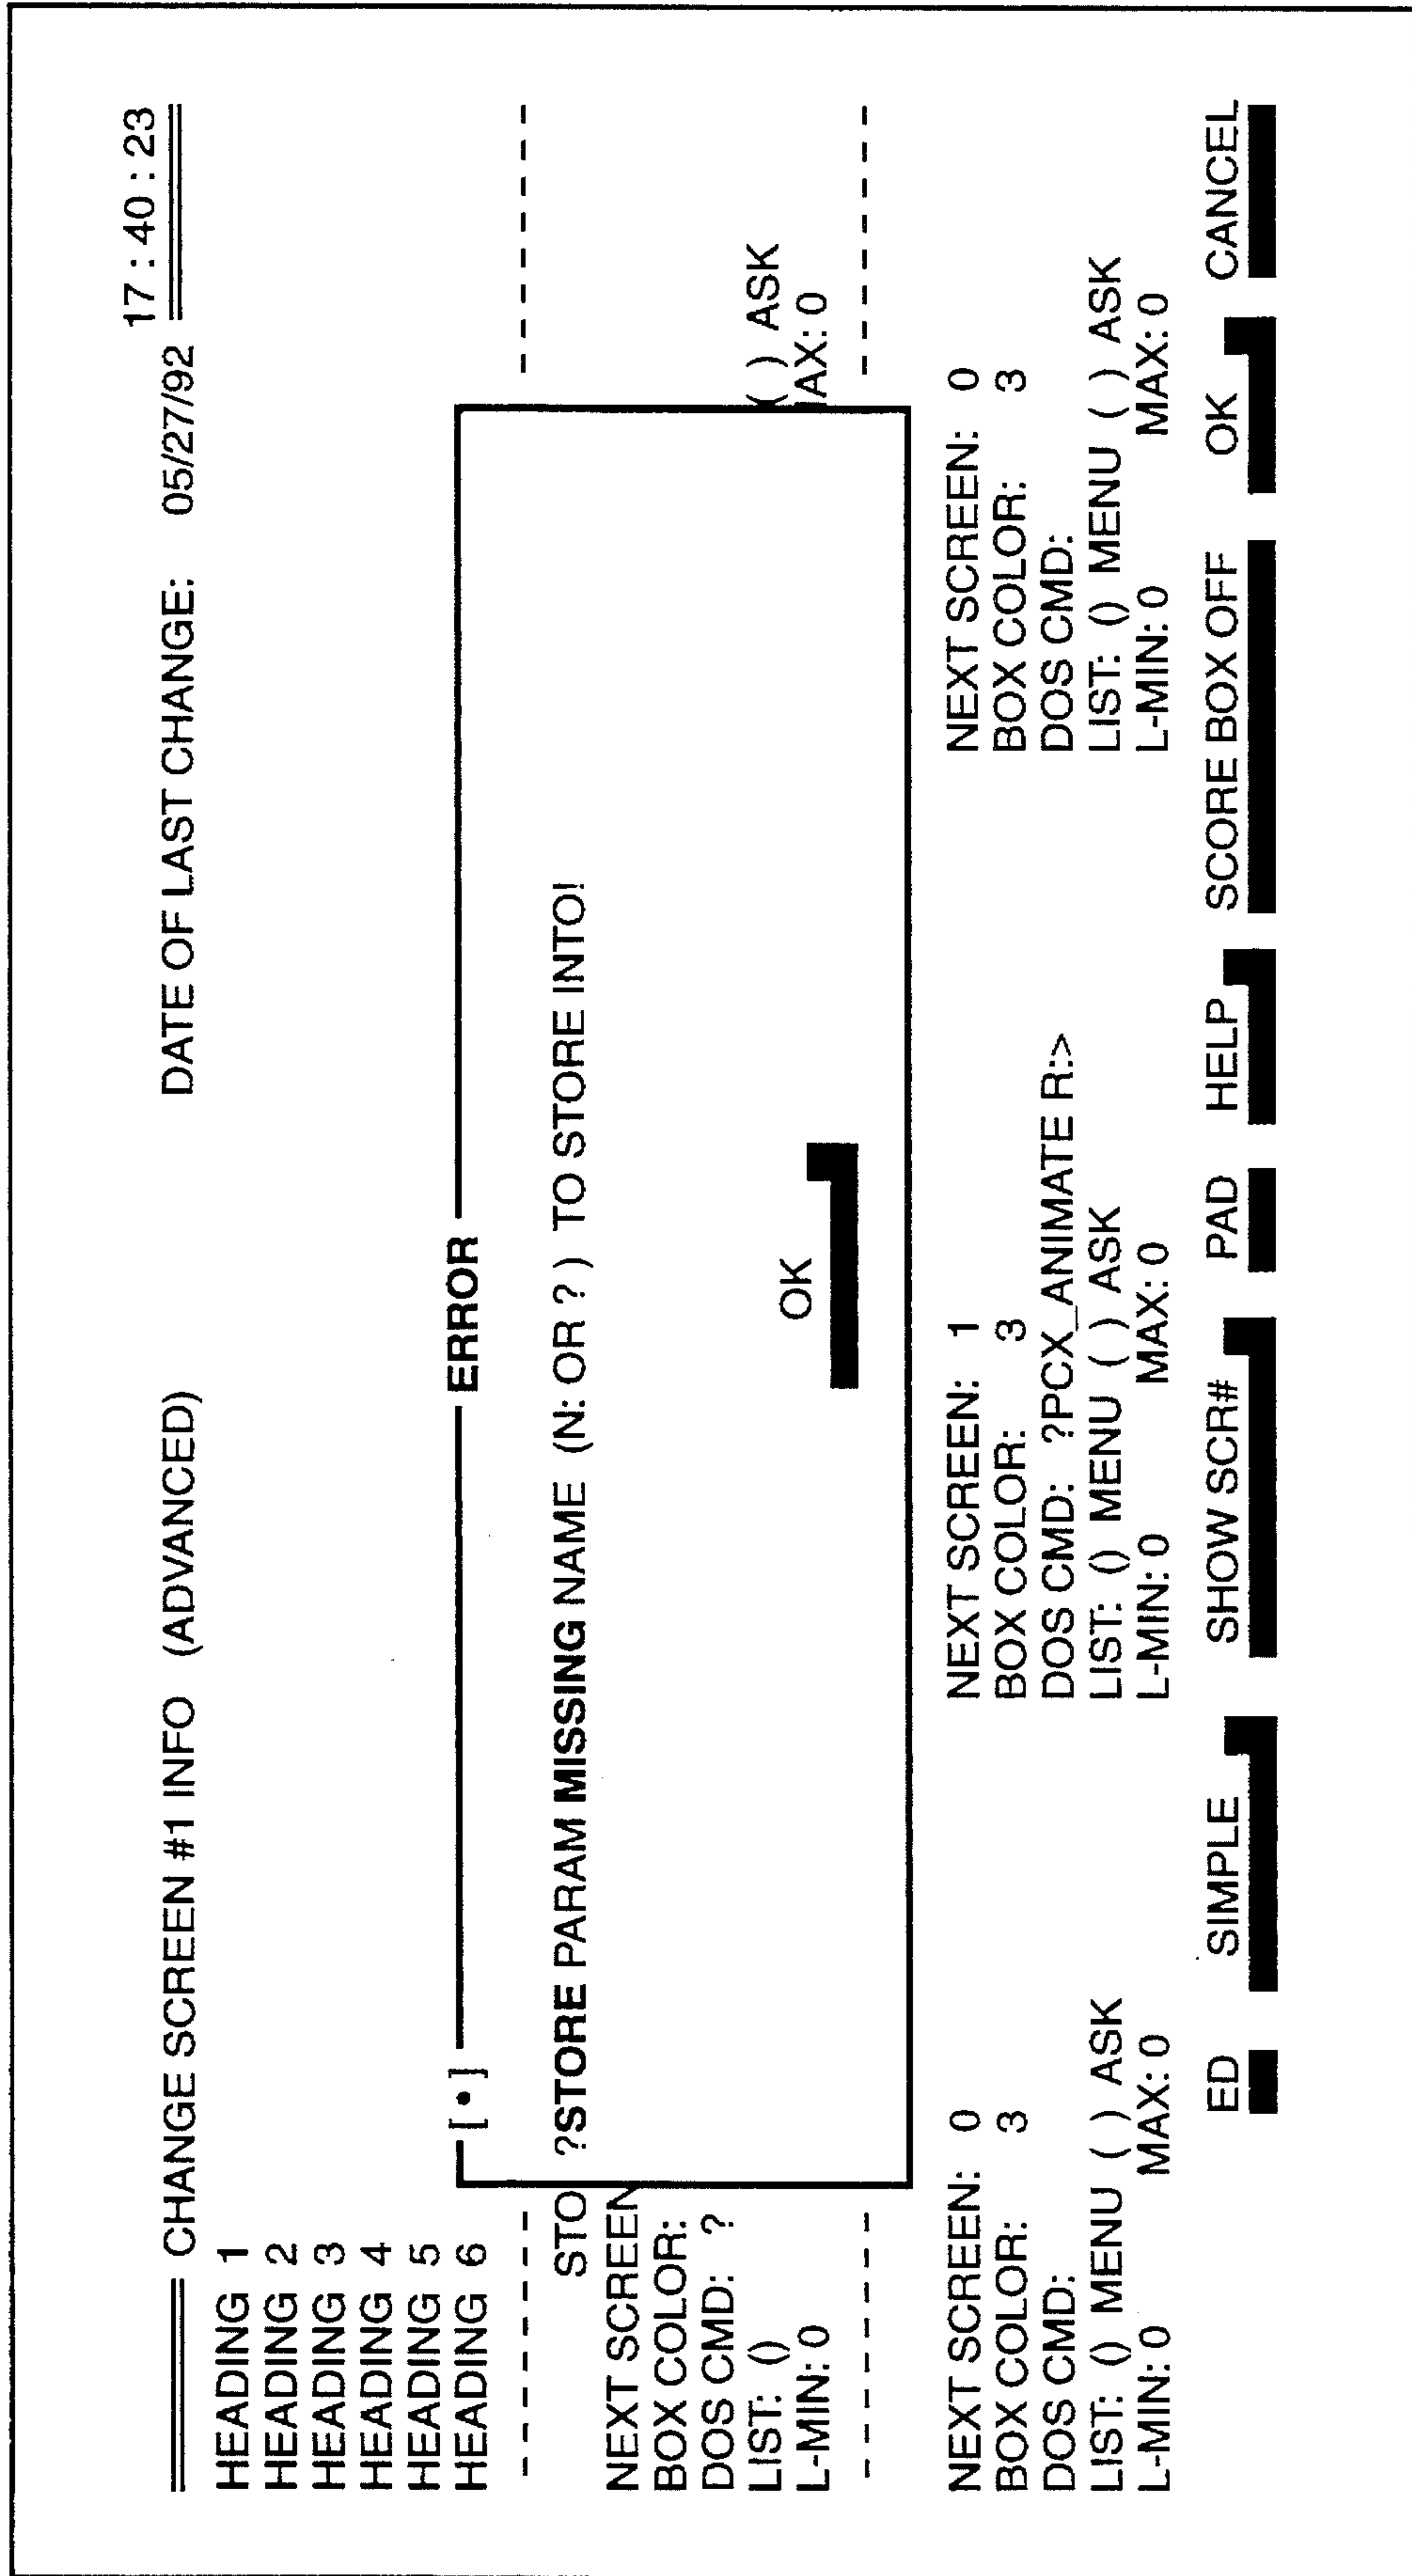 17 : 40 : 23
CHANGE SCREEN #1 INFO (ADVANCED) DATE OF LAST CHANGE: 05/27/92
HEADING 1
HEADING 2
HEADING 3
HEADING 4
HEADING 5
HEADING 6
[•] ERROR
STO ?STORE PARAM MISSING NAME (N: OR ? ) TO STORE INTO!
NEXT SCREEN
BOX COLOR:
DOS CMD: ?
LIST: () ( ) ASK
L-MIN: 0 AX: 0
OK
NEXT SCREEN: 0 NEXT SCREEN: 1 NEXT SCREEN: 0
BOX COLOR: 3 BOX COLOR: 3 BOX COLOR: 3
DOS CMD: DOS CMD: ?PCX_ANIMATE R:> DOS CMD:
LIST: () MENU ( ) ASK LIST: () MENU ( ) ASK LIST: () MENU ( ) ASK
L-MIN: 0 MAX: 0 L-MIN: 0 MAX: 0 L-MIN: 0 MAX: 0
ED SIMPLE SHOW SCR# PAD HELP SCORE BOX OFF OK CANCEL